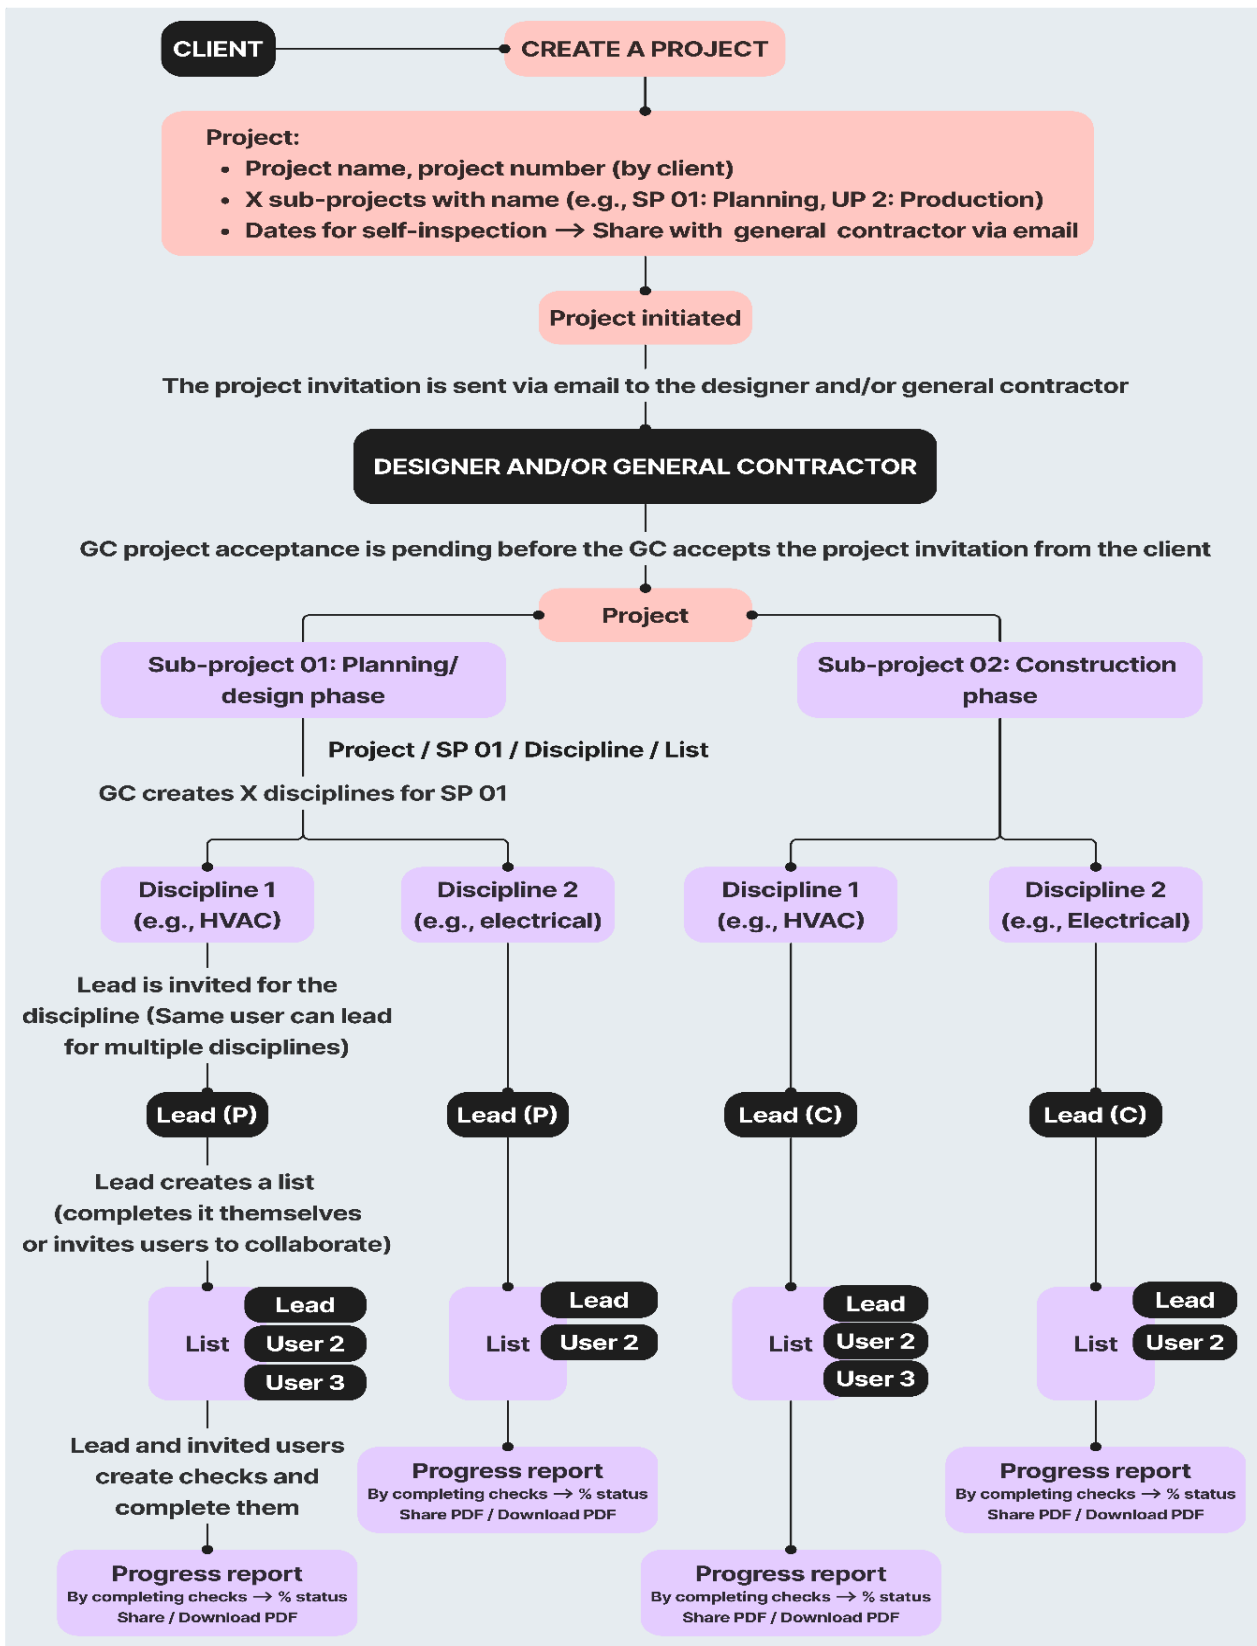 CLIENT
CREATE A PROJECT
Project:
• Project name, project number (by client)
• X sub-projects with name (e.g., SP 01: Planning, UP 2: Production)
• Dates for self-inspection → Share with general contractor via email
Project initiated
The project invitation is sent via email to the designer and/or general contractor
DESIGNER AND/OR GENERAL CONTRACTOR
GC project acceptance is pending before the GC accepts the project invitation from the client
Project
Sub-project 01: Planning/
design phase
Sub-project 02: Construction
phase
Project / SP 01 / Discipline / List
GC creates X disciplines for SP 01
Discipline 1
(e.g., HVAC)
Discipline 2
(e.g., electrical)
Discipline 1
(e.g., HVAC)
Discipline 2
(e.g., Electrical)
Lead is invited for the
discipline (Same user can lead
for multiple disciplines)
Lead (P)
Lead (P)
Lead (C)
Lead (C)
Lead creates a list
(completes it themselves
or invites users to collaborate)
List
Lead
User 2
User 3
List
Lead
User 2
List
Lead
User 2
User 3
List
Lead
User 2
Lead and invited users
create checks and
complete them
Progress report
By completing checks → % status
Share PDF / Download PDF
Progress report
By completing checks → % status
Share PDF / Download PDF
Progress report
By completing checks → % status
Share / Download PDF
Progress report
By completing checks → % status
Share PDF / Download PDF